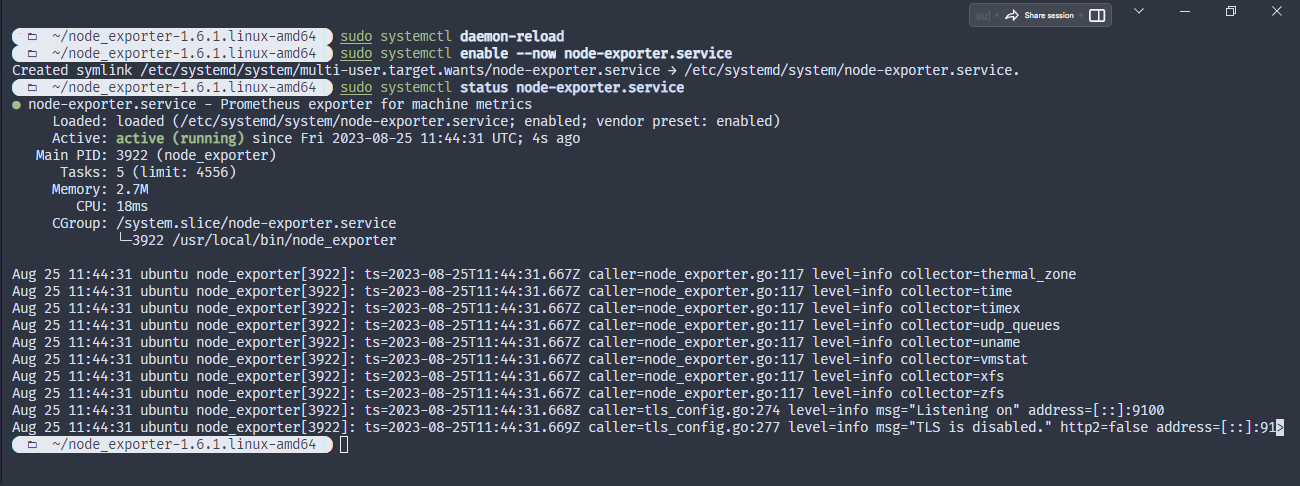 Share session
~/node_exporter-1.6.1.linux-amd64 sudo systemctl daemon-reload
~/node_exporter-1.6.1.linux-amd64 sudo systemctl enable --now node-exporter.service
Created symlink /etc/systemd/system/multi-user.target.wants/node-exporter.service → /etc/systemd/system/node-exporter.service.
~/node_exporter-1.6.1.linux-amd64 sudo systemctl status node-exporter.service
● node-exporter.service - Prometheus exporter for machine metrics
Loaded: loaded (/etc/systemd/system/node-exporter.service; enabled; vendor preset: enabled)
Active: active (running) since Fri 2023-08-25 11:44:31 UTC; 4s ago
Main PID: 3922 (node_exporter)
Tasks: 5 (limit: 4556)
Memory: 2.7M
CPU: 18ms
CGroup: /system.slice/node-exporter.service
└─3922 /usr/local/bin/node_exporter
Aug 25 11:44:31 ubuntu node_exporter[3922]: ts=2023-08-25T11:44:31.667Z caller=node_exporter.go:117 level=info collector=thermal_zone
Aug 25 11:44:31 ubuntu node_exporter[3922]: ts=2023-08-25T11:44:31.667Z caller=node_exporter.go:117 level=info collector=time
Aug 25 11:44:31 ubuntu node_exporter[3922]: ts=2023-08-25T11:44:31.667Z caller=node_exporter.go:117 level=info collector=timex
Aug 25 11:44:31 ubuntu node_exporter[3922]: ts=2023-08-25T11:44:31.667Z caller=node_exporter.go:117 level=info collector=udp_queues
Aug 25 11:44:31 ubuntu node_exporter[3922]: ts=2023-08-25T11:44:31.667Z caller=node_exporter.go:117 level=info collector=uname
Aug 25 11:44:31 ubuntu node_exporter[3922]: ts=2023-08-25T11:44:31.667Z caller=node_exporter.go:117 level=info collector=vmstat
Aug 25 11:44:31 ubuntu node_exporter[3922]: ts=2023-08-25T11:44:31.667Z caller=node_exporter.go:117 level=info collector=xfs
Aug 25 11:44:31 ubuntu node_exporter[3922]: ts=2023-08-25T11:44:31.667Z caller=node_exporter.go:117 level=info collector=zfs
Aug 25 11:44:31 ubuntu node_exporter[3922]: ts=2023-08-25T11:44:31.668Z caller=tls_config.go:274 level=info msg="Listening on" address=[::]:9100
Aug 25 11:44:31 ubuntu node_exporter[3922]: ts=2023-08-25T11:44:31.669Z caller=tls_config.go:277 level=info msg="TLS is disabled." http2=false address=[::]:91>
~/node_exporter-1.6.1.linux-amd64